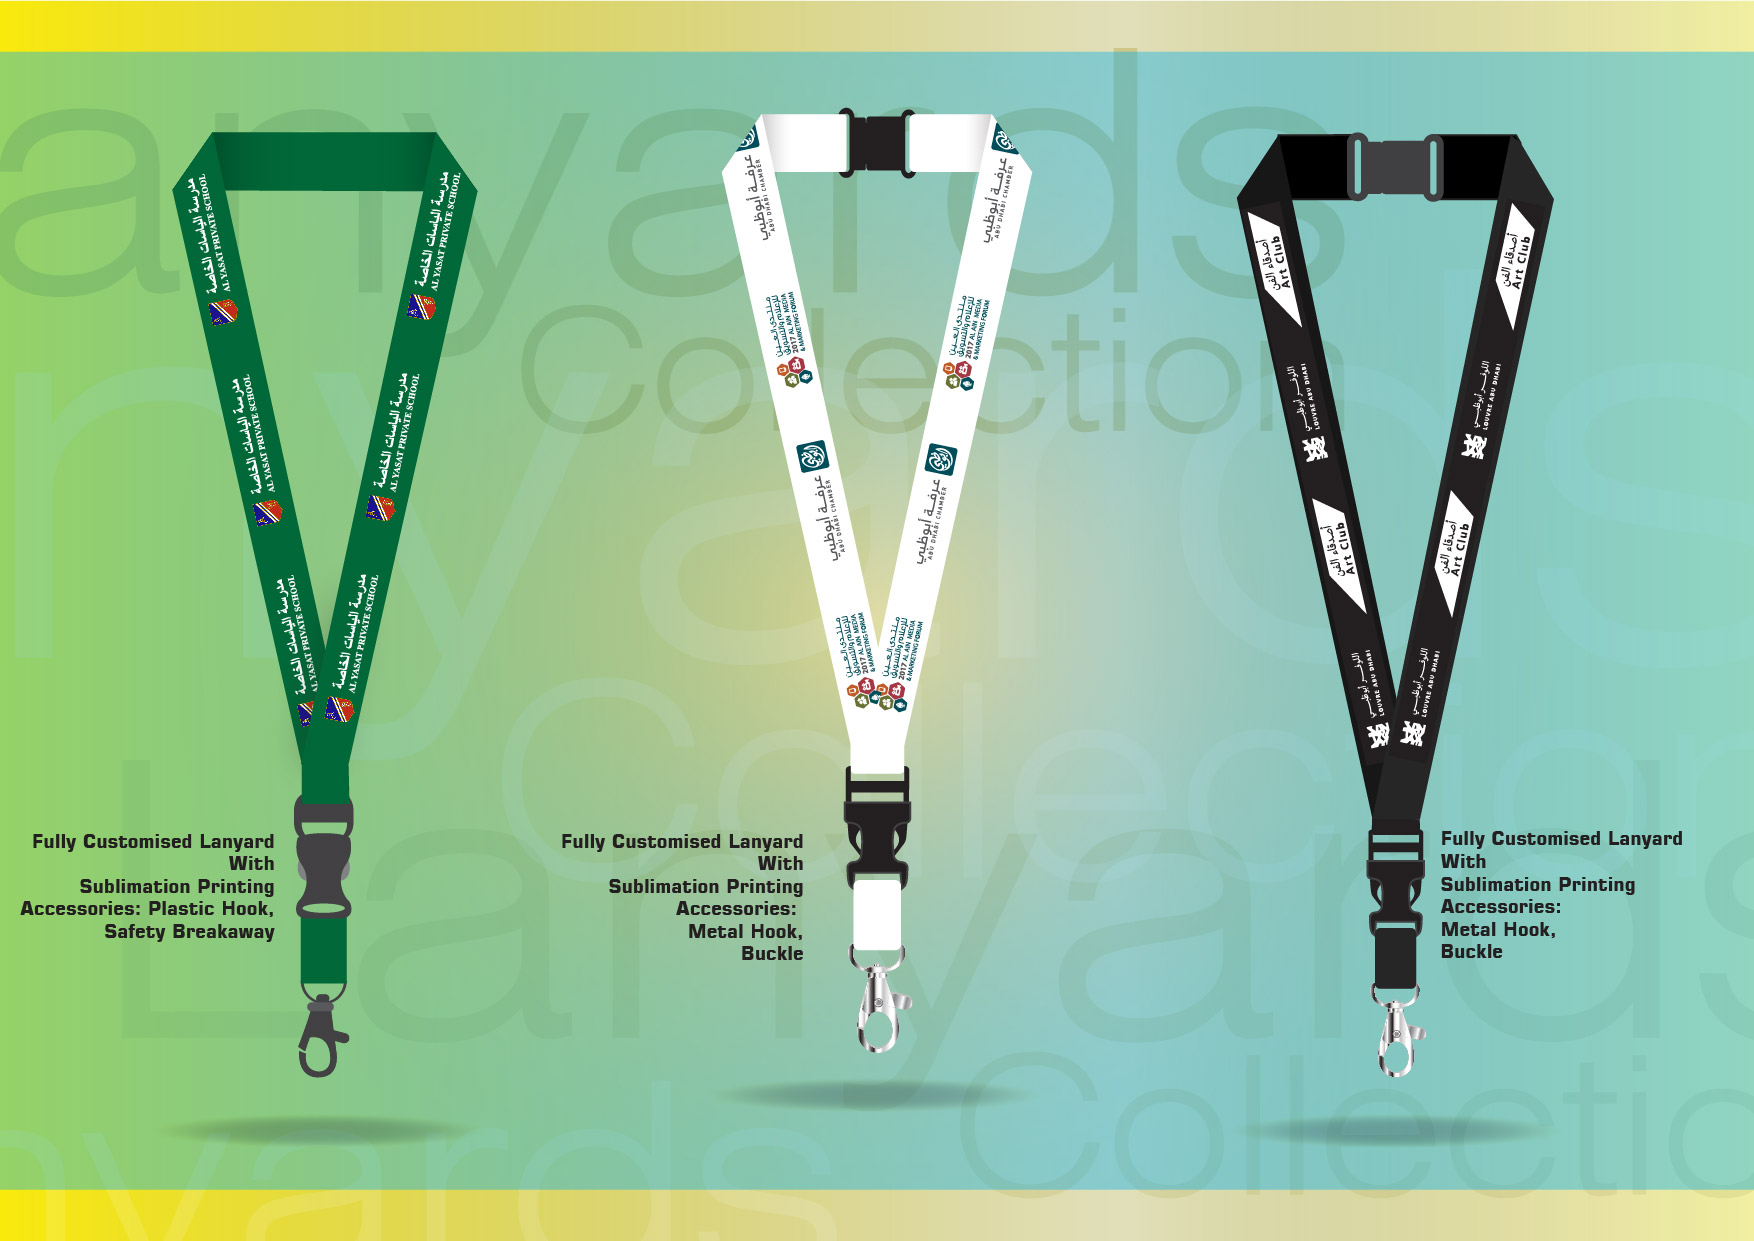 anyards
Collection
nyards
Collection
Lanyards
Collectio
nyards
مدرسة الياسات الخاصة
AL YASAT PRIVATE SCHOOL
مدرسة الياسات الخاصة
AL YASAT PRIVATE SCHOOL
مدرسة الياسات الخاصة
AL YASAT PRIVATE SCHOOL
مدرسة الياسات الخاصة
AL YASAT PRIVATE SCHOOL
مدرسة الياسات الخاصة
AL YASAT PRIVATE SCHOOL
مدرسة الياسات الخاصة
AL YASAT PRIVATE SCHOOL
Fully Customised Lanyard
With
Sublimation Printing
Accessories: Plastic Hook,
Safety Breakaway
غرفة أبوظبي
ABU DHABI CHAMBER
منتدى العين
للإعلام والتسويق
2017 AL AIN MEDIA
& MARKETING FORUM
غرفة أبوظبي
ABU DHABI CHAMBER
منتدى العين
للإعلام والتسويق
2017 AL AIN MEDIA
& MARKETING FORUM
غرفة أبوظبي
ABU DHABI CHAMBER
منتدى العين
للإعلام والتسويق
2017 AL AIN MEDIA
& MARKETING FORUM
غرفة أبوظبي
ABU DHABI CHAMBER
منتدى العين
للإعلام والتسويق
2017 AL AIN MEDIA
& MARKETING FORUM
Fully Customised Lanyard
With
Sublimation Printing
Accessories:
Metal Hook,
Buckle
أصدقاء الفن
Art Club
اللوفر أبوظبي
LOUVRE ABU DHABI
أصدقاء الفن
Art Club
اللوفر أبوظبي
LOUVRE ABU DHABI
أصدقاء الفن
Art Club
اللوفر أبوظبي
LOUVRE ABU DHABI
أصدقاء الفن
Art Club
اللوفر أبوظبي
LOUVRE ABU DHABI
Fully Customised Lanyard
With
Sublimation Printing
Accessories:
Metal Hook,
Buckle